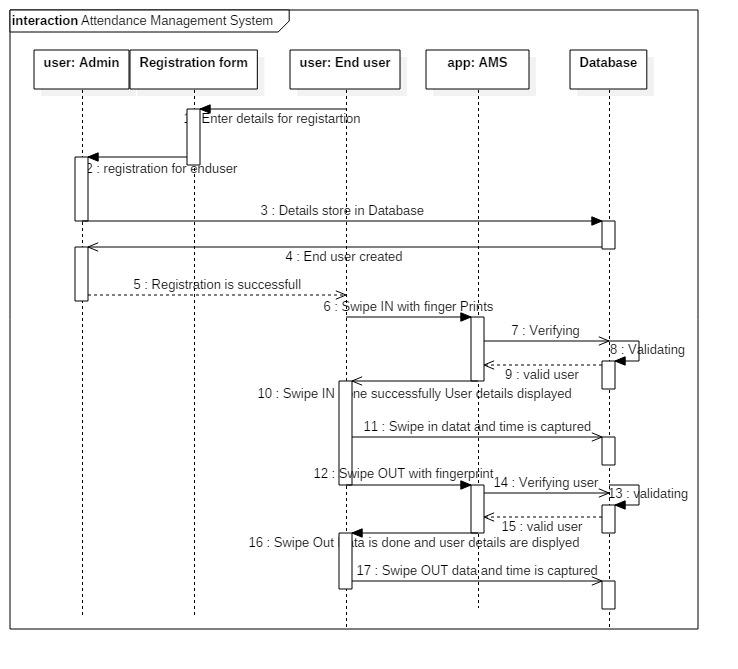 interaction Attendance Management System
user: Admin
Registration form
user: End user
app: AMS
Database
1 Enter details for registartion
2 : registration for enduser
3 : Details store in Database
4 : End user created
5 : Registration is successfull
6 : Swipe IN with finger Prints
7 : Verifying
8 : Validating
9 : valid user
10 : Swipe IN ne successfully User details displayed
11 : Swipe in datat and time is captured
12 : Swipe OUT with fingerprint
14 : Verifying user
13 : validating
15 : valid user
16 : Swipe Out ata is done and user details are displyed
17 : Swipe OUT data and time is captured